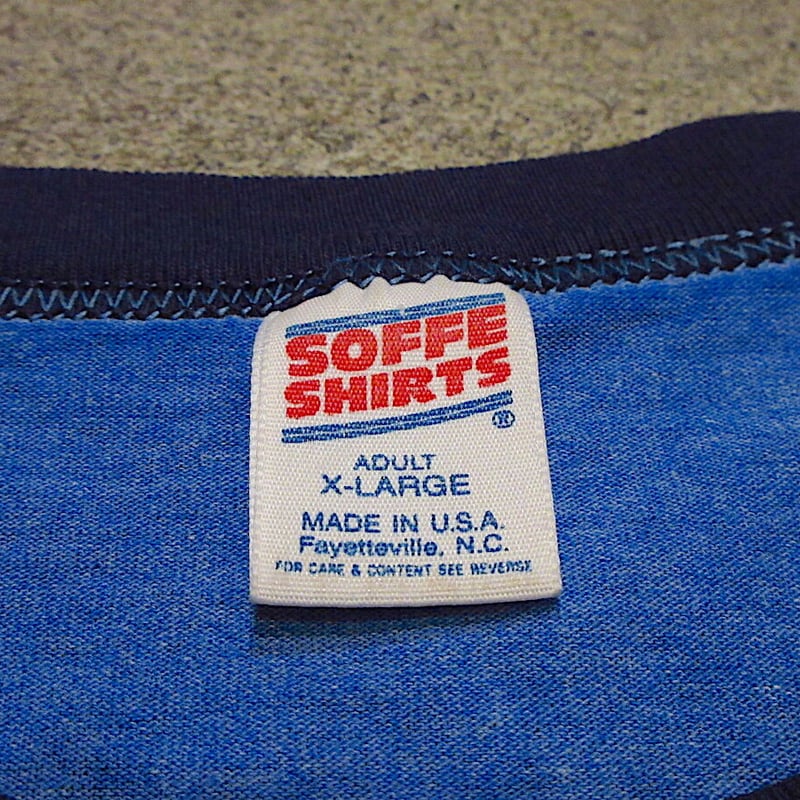 SOFFE
SHIRTS
®
ADULT
X-LARGE
MADE IN U.S.A.
Fayetteville, N.C.
FOR CARE & CONTENT SEE REVERSE